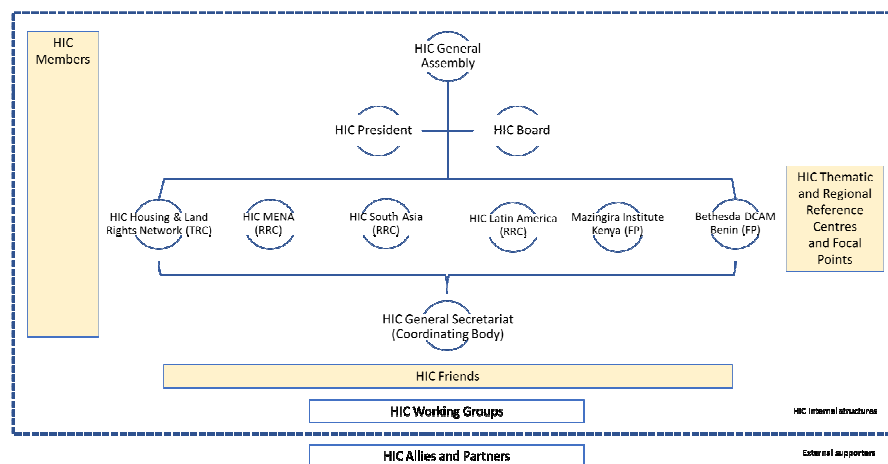 HIC
Members
HIC General
Assembly
HIC President
HIC Board
HIC Housing & Land
Rights Network (TRC)
HIC MENA
(RRC)
HIC South Asia
(RRC)
HIC Latin America
(RRC)
Mazingira Institute
Kenya (FP)
Bethesda DCAM
Benin (FP)
HIC Thematic
and Regional
Reference
Centres
and Focal
Points
HIC General Secretariat
(Coordinating Body)
HIC Friends
HIC Working Groups
HIC Internal structures
HIC Allies and Partners
External supporters